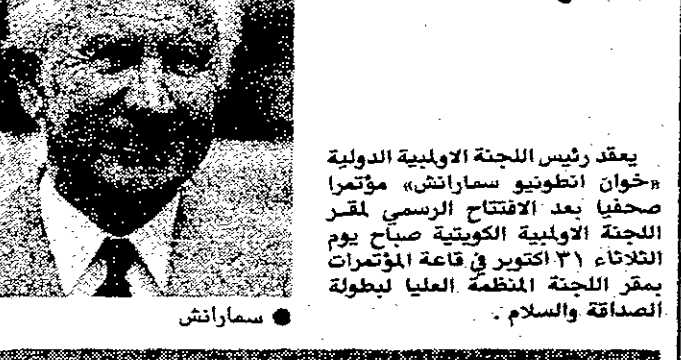 يعقد رئيس اللجنة الاولمبية الدولية
«خوان انطونيو سمارانش» مؤتمرا
صحفيا بعد الافتتاح الرسمي لمقر
اللجنة الاولمبية الكويتية صباح يوم
الثلاثاء ٣١ اكتوبر في قاعة المؤتمرات
بمقر اللجنة المنظمة العليا لبطولة
الصداقة والسلام .
● سمارانش